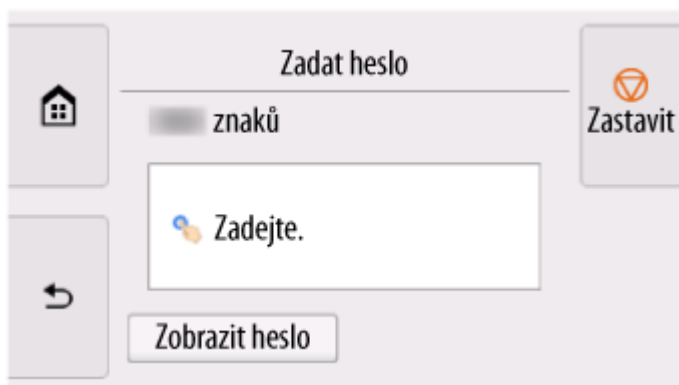 Zadat heslo
znaků
Zastavit
Zadejte.
Zobrazit heslo